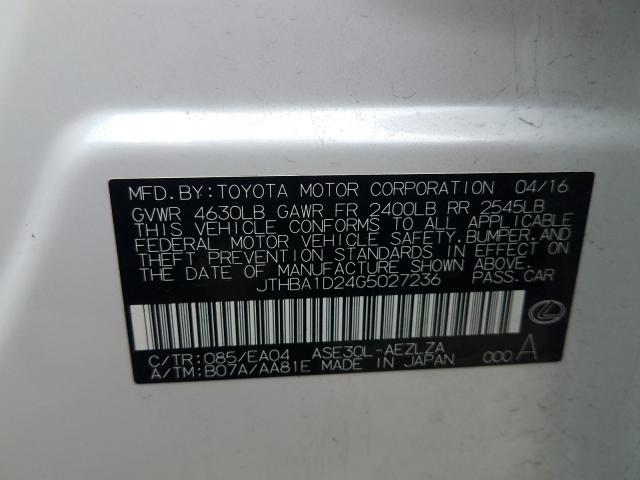 MFD. BY: TOYOTA MOTOR CORPORATION 04/16
GVWR 4630LB GAWR FR 2400LB RR 2545LB
THIS VEHICLE CONFORMS TO ALL APPLICABLE
FEDERAL MOTOR VEHICLE SAFETY, BUMPER, AND
THEFT PREVENTION STANDARDS IN EFFECT ON
THE DATE OF MANUFACTURE SHOWN ABOVE.
JTHBA1D24G5027236 PASS.CAR
C/TR: 085/EA04 ASE30L-AEZLZA
A/TM: B07A/AA81E MADE IN JAPAN 000 A